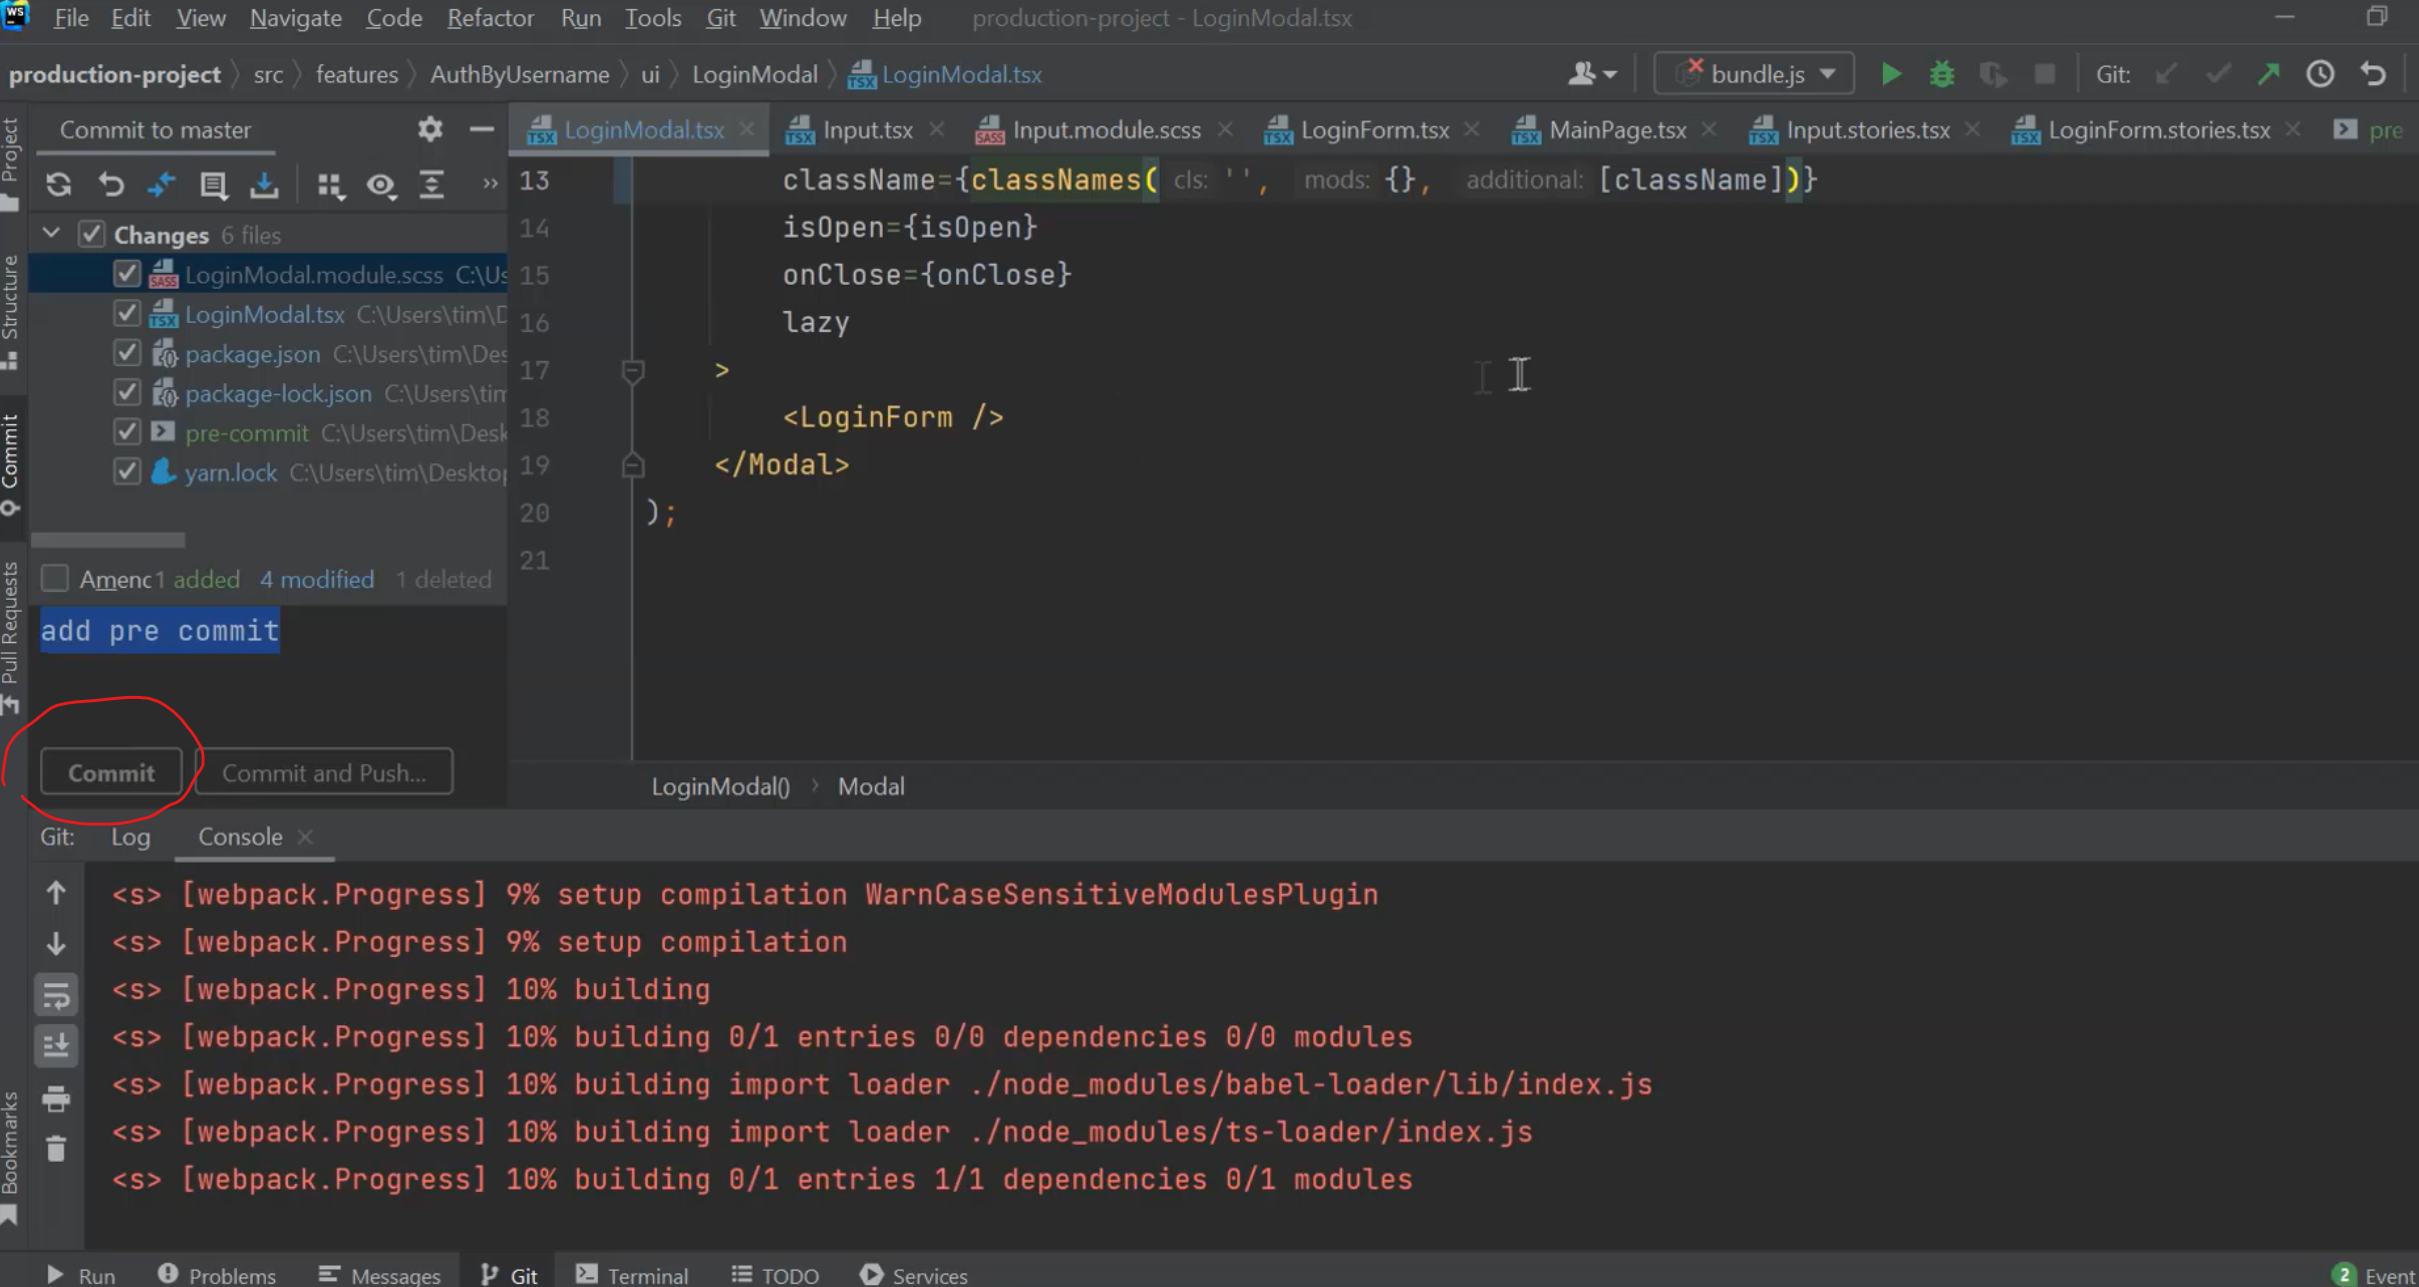 WS File Edit View Navigate Code Refactor Run Tools Git Window Help production-project - LoginModal.tsx
production-project src features AuthByUsername ui LoginModal LoginModal.tsx bundle.js Git:
Commit to master
LoginModal.tsx Input.tsx Input.module.scss LoginForm.tsx MainPage.tsx Input.stories.tsx LoginForm.stories.tsx pre
Project
Structure
Commit
Pull Requests
Bookmarks
Changes 6 files
LoginModal.module.scss C:\Us
LoginModal.tsx C:\Users\tim\D
package.json C:\Users\tim\Des
package-lock.json C:\Users\tim
pre-commit C:\Users\tim\Desk
yarn.lock C:\Users\tim\Desktop
Amenc 1 added 4 modified 1 deleted
add pre commit
Commit Commit and Push...
13 className={classNames( cls: '', mods: {}, additional: [className])}
14 isOpen={isOpen}
15 onClose={onClose}
16 lazy
17 >
18 <LoginForm />
19 </Modal>
20 );
21
LoginModal() Modal
Git: Log Console
<s> [webpack.Progress] 9% setup compilation WarnCaseSensitiveModulesPlugin
<s> [webpack.Progress] 9% setup compilation
<s> [webpack.Progress] 10% building
<s> [webpack.Progress] 10% building 0/1 entries 0/0 dependencies 0/0 modules
<s> [webpack.Progress] 10% building import loader ./node_modules/babel-loader/lib/index.js
<s> [webpack.Progress] 10% building import loader ./node_modules/ts-loader/index.js
<s> [webpack.Progress] 10% building 0/1 entries 1/1 dependencies 0/1 modules
Run Problems Messages Git Terminal TODO Services 2 Event